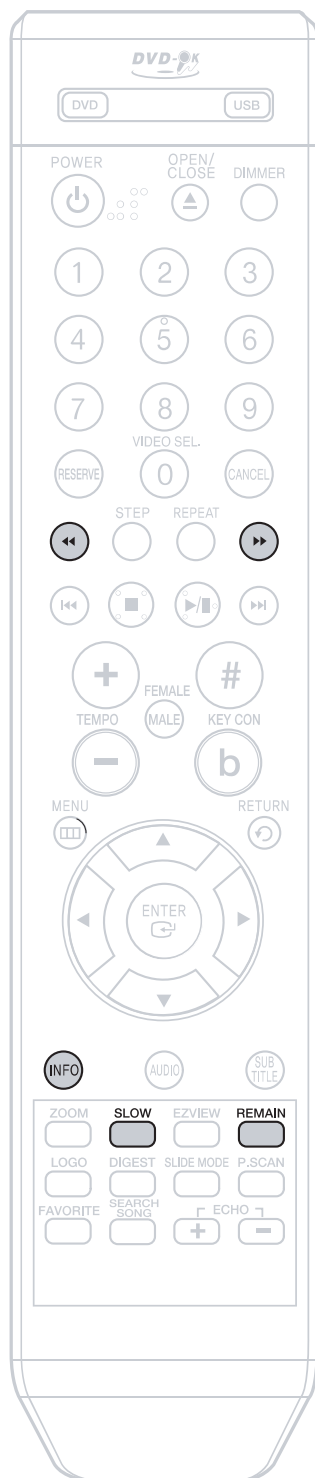 DVD-OK
DVD USB
POWER OPEN/ CLOSE DIMMER
1 2 3
4 5 6
7 8 9
VIDEO SEL.
RESERVE 0 CANCEL
STEP REPEAT
+ #
FEMALE
TEMPO MALE KEY CON
− b
MENU RETURN
ENTER
INFO AUDIO SUB TITLE
ZOOM SLOW EZVIEW REMAIN
LOGO DIGEST SLIDE MODE P.SCAN
FAVORITE SEARCH SONG ECHO
+ −